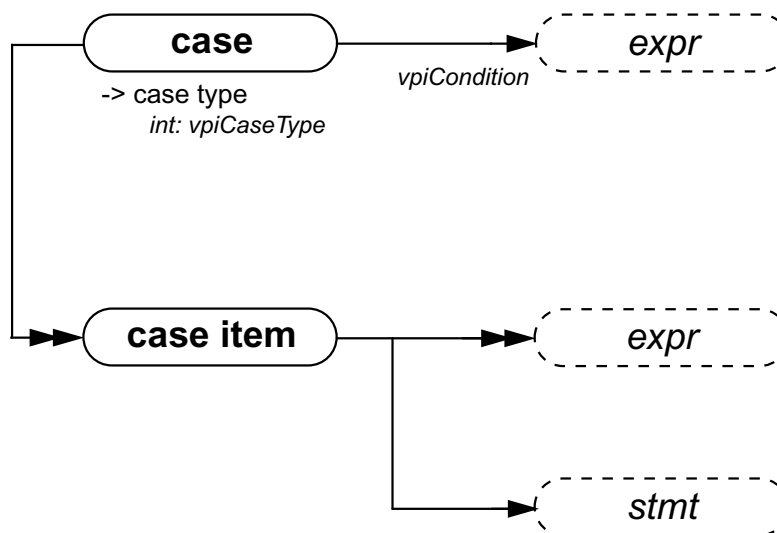 case
expr
vpiCondition
-> case type
int: vpiCaseType
case item
expr
stmt